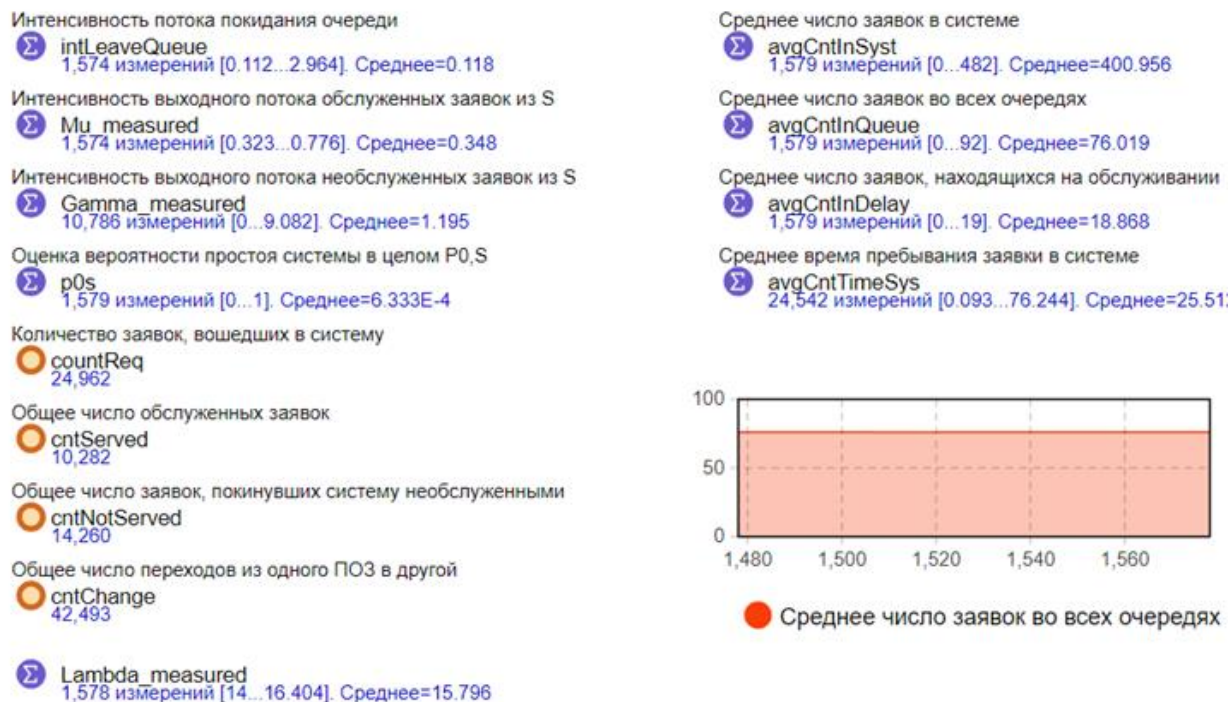 Интенсивность потока покидания очереди
intLeaveQueue
1,574 измерений [0.112...2.964]. Среднее=0.118
Интенсивность выходного потока обслуженных заявок из S
Mu_measured
1,574 измерений [0.323...0.776]. Среднее=0.348
Интенсивность выходного потока необслуженных заявок из S
Gamma_measured
10,786 измерений [0...9.082]. Среднее=1.195
Оценка вероятности простоя системы в целом P0,S
p0s
1,579 измерений [0...1]. Среднее=6.333E-4
Количество заявок, вошедших в систему
countReq
24,962
Общее число обслуженных заявок
cntServed
10,282
Общее число заявок, покинувших систему необслуженными
cntNotServed
14,260
Общее число переходов из одного ПОЗ в другой
cntChange
42,493
Lambda_measured
1,578 измерений [14...16.404]. Среднее=15.796
Среднее число заявок в системе
avgCntInSyst
1,579 измерений [0...482]. Среднее=400.956
Среднее число заявок во всех очередях
avgCntInQueue
1,579 измерений [0...92]. Среднее=76.019
Среднее число заявок, находящихся на обслуживании
avgCntInDelay
1,579 измерений [0...19]. Среднее=18.868
Среднее время пребывания заявки в системе
avgCntTimeSys
24,542 измерений [0.093...76.244]. Среднее=25.51
100
50
0
1,480 1,500 1,520 1,540 1,560
Среднее число заявок во всех очередях